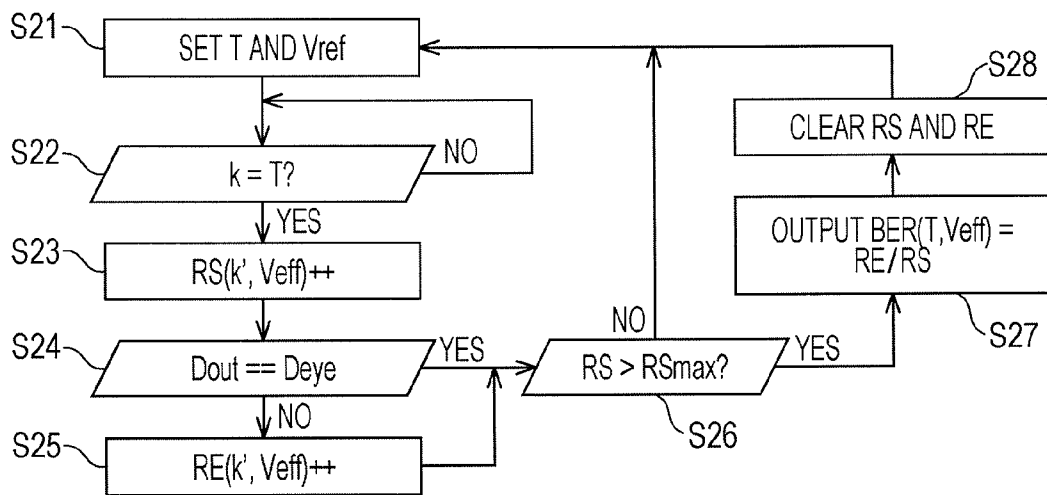 S21
SET T AND Vref
S22
k = T?
NO
YES
S23
RS(k', Veff)++
S24
Dout == Deye
YES
NO
S25
RE(k', Veff)++
RS > RSmax?
NO
YES
S26
OUTPUT BER(T,Veff) =
RE/RS
S27
CLEAR RS AND RE
S28